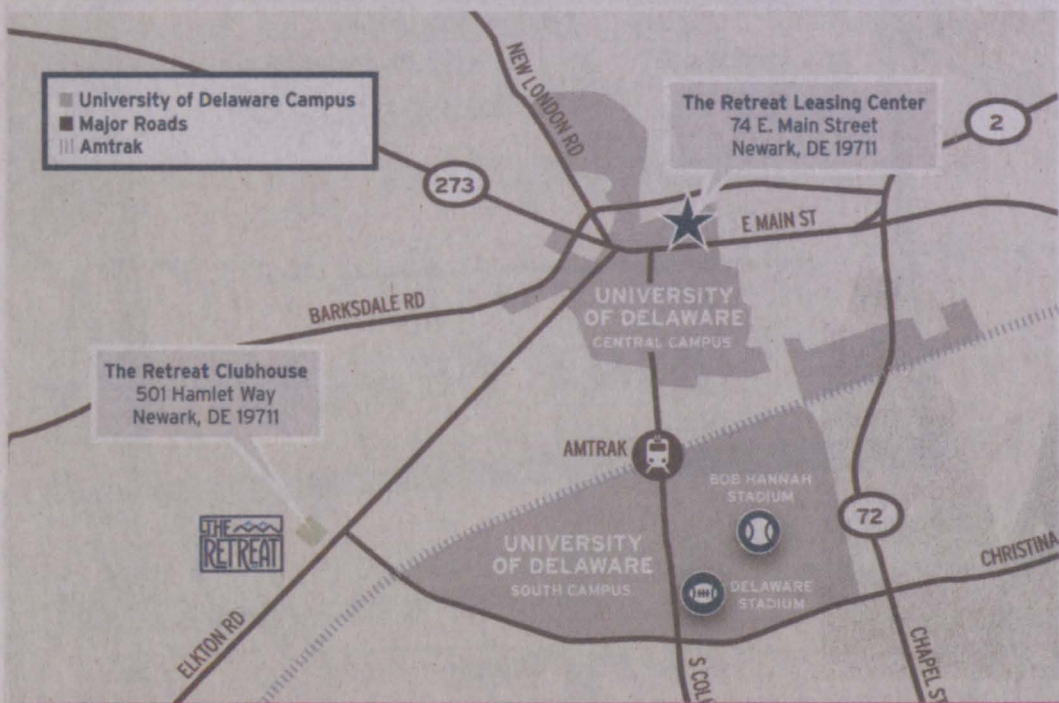 University of Delaware Campus
Major Roads
Amtrak
NEW LONDON RD
The Retreat Leasing Center
74 E. Main Street
Newark, DE 19711
2
273
E MAIN ST
BARKSDALE RD
UNIVERSITY
OF DELAWARE
CENTRAL CAMPUS
The Retreat Clubhouse
501 Hamlet Way
Newark, DE 19711
AMTRAK
BOB HANNAH
STADIUM
72
THE
RETREAT
UNIVERSITY
OF DELAWARE
SOUTH CAMPUS
DELAWARE
STADIUM
CHRISTINA
ELKTON RD
S COL
CHAPEL ST